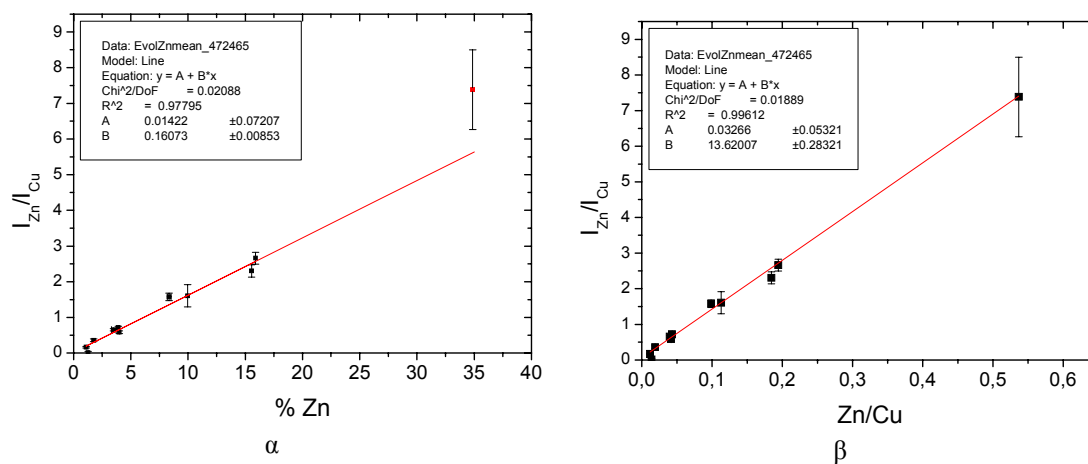 9
8
7
6
5
4
3
2
1
0
I_Zn/I_Cu
Data: EvolZnmean_472465
Model: Line
Equation: y = A + B*x
Chi^2/DoF = 0.02088
R^2 = 0.97795
A 0.01422 ±0.07207
B 0.16073 ±0.00853
0 5 10 15 20 25 30 35 40
% Zn
α
9
8
7
6
5
4
3
2
1
0
I_Zn/I_Cu
Data: EvolZnmean_472465
Model: Line
Equation: y = A + B*x
Chi^2/DoF = 0.01889
R^2 = 0.99612
A 0.03266 ±0.05321
B 13.62007 ±0.28321
0,0 0,1 0,2 0,3 0,4 0,5 0,6
Zn/Cu
β